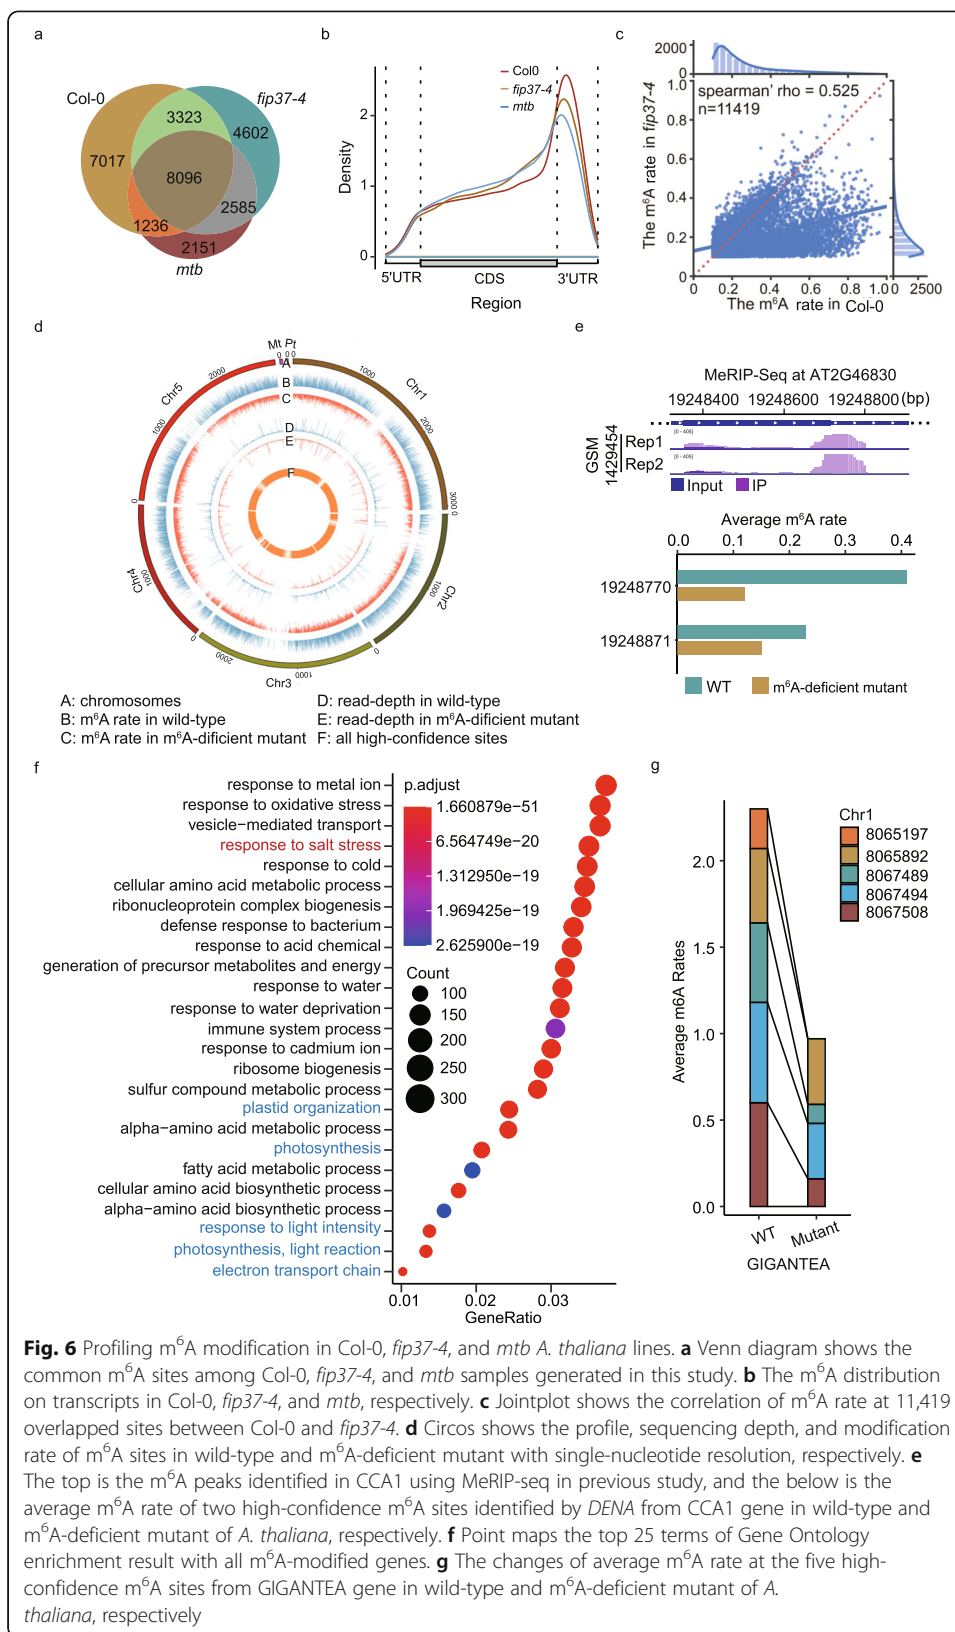 a
Col-0
fip37-4
3323
7017
4602
8096
2585
1236
2151
mtb
b
Col0
fip37-4
mtb
Density
2
1
0
5'UTR
CDS
3'UTR
Region
c
2000
0
spearman' rho = 0.525
n=11419
The m⁶A rate in fip37-4
1.0
0.8
0.6
0.4
0.2
0
0 0.2 0.4 0.6 0.8 1.0 0 2500
The m⁶A rate in Col-0
d
Mt Pt
0 0 0
A
B
C
D
E
F
Chr1
1000
2000
3000
0
Chr2
1000
0
Chr3
1000
2000
0
Chr4
1000
0
Chr5
1000
2000
A: chromosomes
B: m⁶A rate in wild-type
C: m⁶A rate in m⁶A-dificient mutant
D: read-depth in wild-type
E: read-depth in m⁶A-dificient mutant
F: all high-confidence sites
e
MeRIP-Seq at AT2G46830
19248400 19248600 19248800 (bp)
GSM
1429454
Rep1
[0 - 405]
Rep2
[0 - 405]
Input IP
Average m⁶A rate
0.0 0.1 0.2 0.3 0.4
19248770
19248871
WT m⁶A-deficient mutant
f
response to metal ion
response to oxidative stress
vesicle−mediated transport
response to salt stress
response to cold
cellular amino acid metabolic process
ribonucleoprotein complex biogenesis
defense response to bacterium
response to acid chemical
generation of precursor metabolites and energy
response to water
response to water deprivation
immune system process
response to cadmium ion
ribosome biogenesis
sulfur compound metabolic process
plastid organization
alpha−amino acid metabolic process
photosynthesis
fatty acid metabolic process
cellular amino acid biosynthetic process
alpha−amino acid biosynthetic process
response to light intensity
photosynthesis, light reaction
electron transport chain
p.adjust
1.660879e−51
6.564749e−20
1.312950e−19
1.969425e−19
2.625900e−19
Count
100
150
200
250
300
0.01 0.02 0.03
GeneRatio
g
Average m6A Rates
2.0
1.5
1.0
0.5
0.0
WT
Mutant
GIGANTEA
Chr1
8065197
8065892
8067489
8067494
8067508
Fig. 6 Profiling m⁶A modification in Col-0, fip37-4, and mtb A. thaliana lines. a Venn diagram shows the
common m⁶A sites among Col-0, fip37-4, and mtb samples generated in this study. b The m⁶A distribution
on transcripts in Col-0, fip37-4, and mtb, respectively. c Jointplot shows the correlation of m⁶A rate at 11,419
overlapped sites between Col-0 and fip37-4. d Circos shows the profile, sequencing depth, and modification
rate of m⁶A sites in wild-type and m⁶A-deficient mutant with single-nucleotide resolution, respectively. e
The top is the m⁶A peaks identified in CCA1 using MeRIP-seq in previous study, and the below is the
average m⁶A rate of two high-confidence m⁶A sites identified by DENA from CCA1 gene in wild-type and
m⁶A-deficient mutant of A. thaliana, respectively. f Point maps the top 25 terms of Gene Ontology
enrichment result with all m⁶A-modified genes. g The changes of average m⁶A rate at the five high-
confidence m⁶A sites from GIGANTEA gene in wild-type and m⁶A-deficient mutant of A.
thaliana, respectively